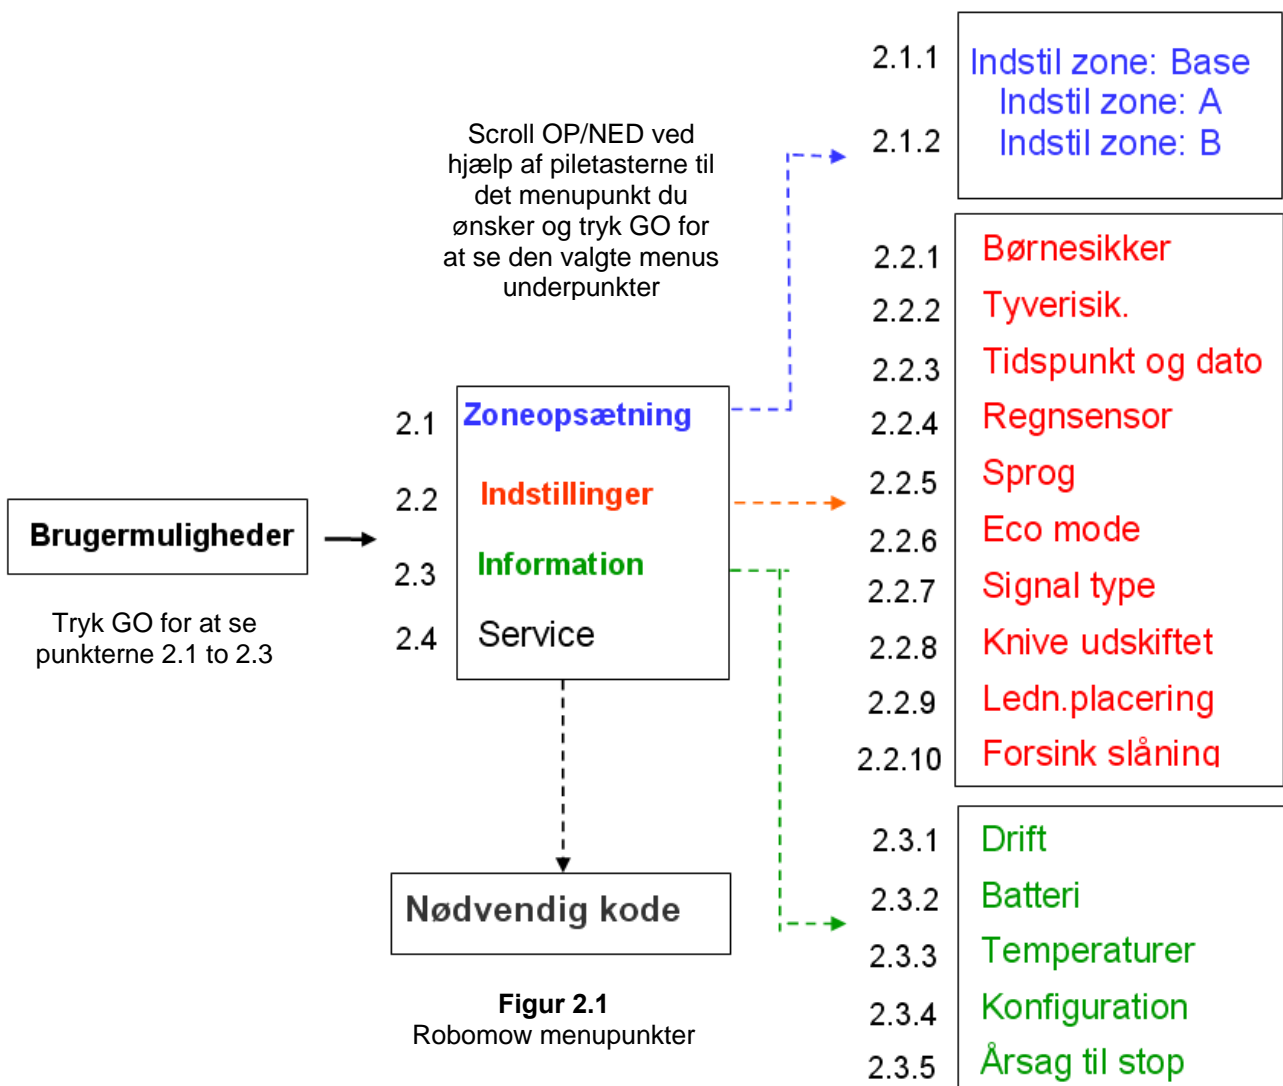 2.1.1
Indstil zone: Base
Indstil zone: A
2.1.2
Indstil zone: B
Scroll OP/NED ved
hjælp af piletasterne til
det menupunkt du
ønsker og tryk GO for
at se den valgte menus
underpunkter
2.2.1 Børnesikker
2.2.2 Tyverisik.
2.2.3 Tidspunkt og dato
2.2.4 Regnsensor
2.2.5 Sprog
2.2.6 Eco mode
2.2.7 Signal type
2.2.8 Knive udskiftet
2.2.9 Ledn.placering
2.2.10 Forsink slåning
2.1 Zoneopsætning
2.2 Indstillinger
2.3 Information
2.4 Service
Brugermuligheder
Tryk GO for at se
punkterne 2.1 to 2.3
Nødvendig kode
2.3.1 Drift
2.3.2 Batteri
2.3.3 Temperaturer
2.3.4 Konfiguration
2.3.5 Årsag til stop
Figur 2.1
Robomow menupunkter